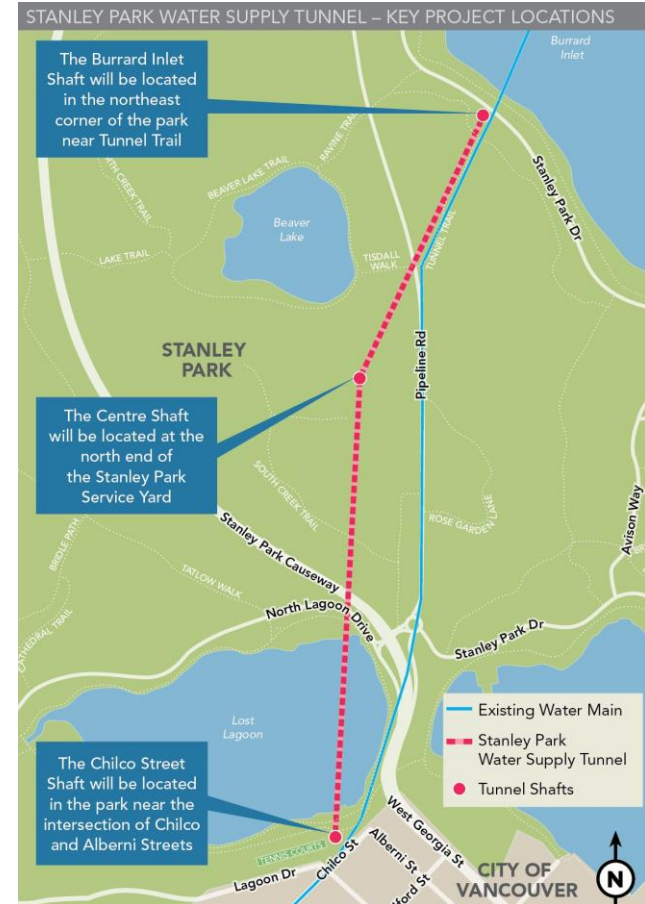 STANLEY PARK WATER SUPPLY TUNNEL – KEY PROJECT LOCATIONS
The Burrard Inlet
Shaft will be located
in the northeast
corner of the park
near Tunnel Trail
Burrard
Inlet
RAVINE TRAIL
BEAVER LAKE TRAIL
CREEK TRAIL
Stanley Park Dr
Beaver
Lake
LAKE TRAIL
TISDALL
WALK
TUNNEL TRAIL
STANLEY
PARK
Pipeline Rd
The Centre Shaft
will be located at the
north end of
the Stanley Park
Service Yard
SOUTH CREEK TRAIL
ROSE GARDEN LANE
Avison Way
Stanley Park Causeway
BRIDLE PATH
TATLOW WALK
CATHEDRAL TRAIL
North Lagoon Drive
Stanley Park Dr
Lost
Lagoon
Existing Water Main
Stanley Park
Water Supply Tunnel
Tunnel Shafts
The Chilco Street
Shaft will be located
in the park near the
intersection of Chilco
and Alberni Streets
TENNIS COURTS
Lagoon Dr
Chilco St
Alberni St
West Georgia St
CITY OF
VANCOUVER
N